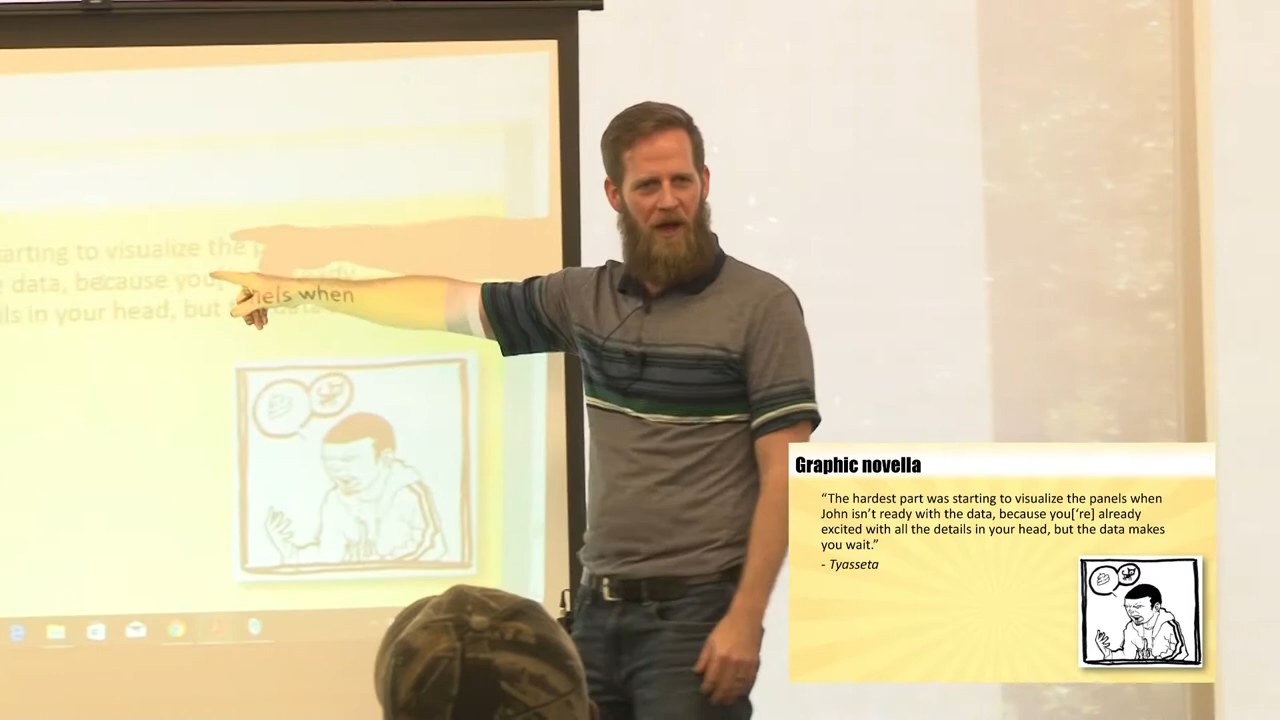 arting to visualize the
data, because you
nels when
ils in your head, but
Graphic novella
“The hardest part was starting to visualize the panels when
John isn’t ready with the data, because you[‘re] already
excited with all the details in your head, but the data makes
you wait.”
- Tyasseta